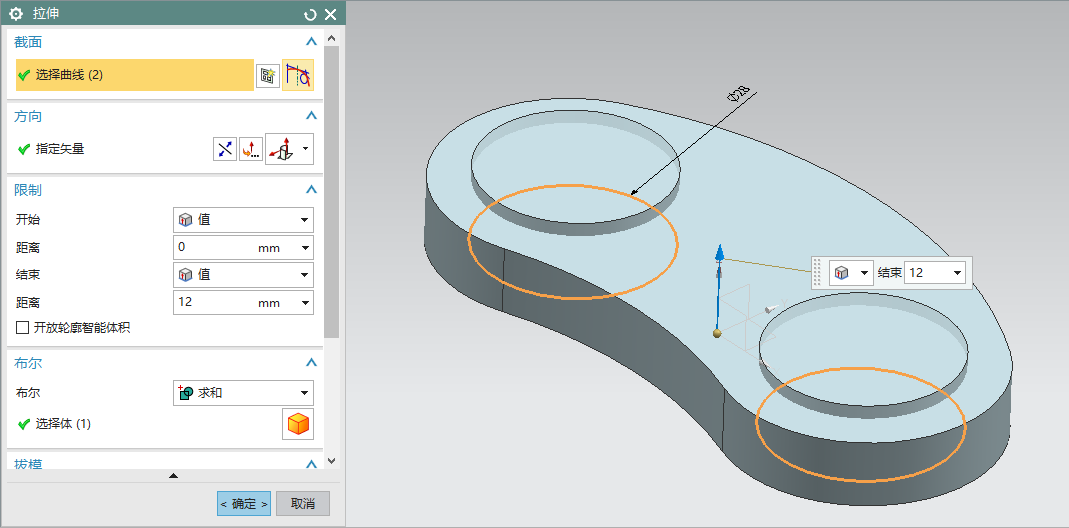 拉伸
截面
选择曲线 (2)
方向
指定矢量
限制
开始 值
距离 0 mm
结束 值
距离 12 mm
开放轮廓智能体积
布尔
布尔 求和
选择体 (1)
拔模
< 确定 > 取消
Φ28
结束 12